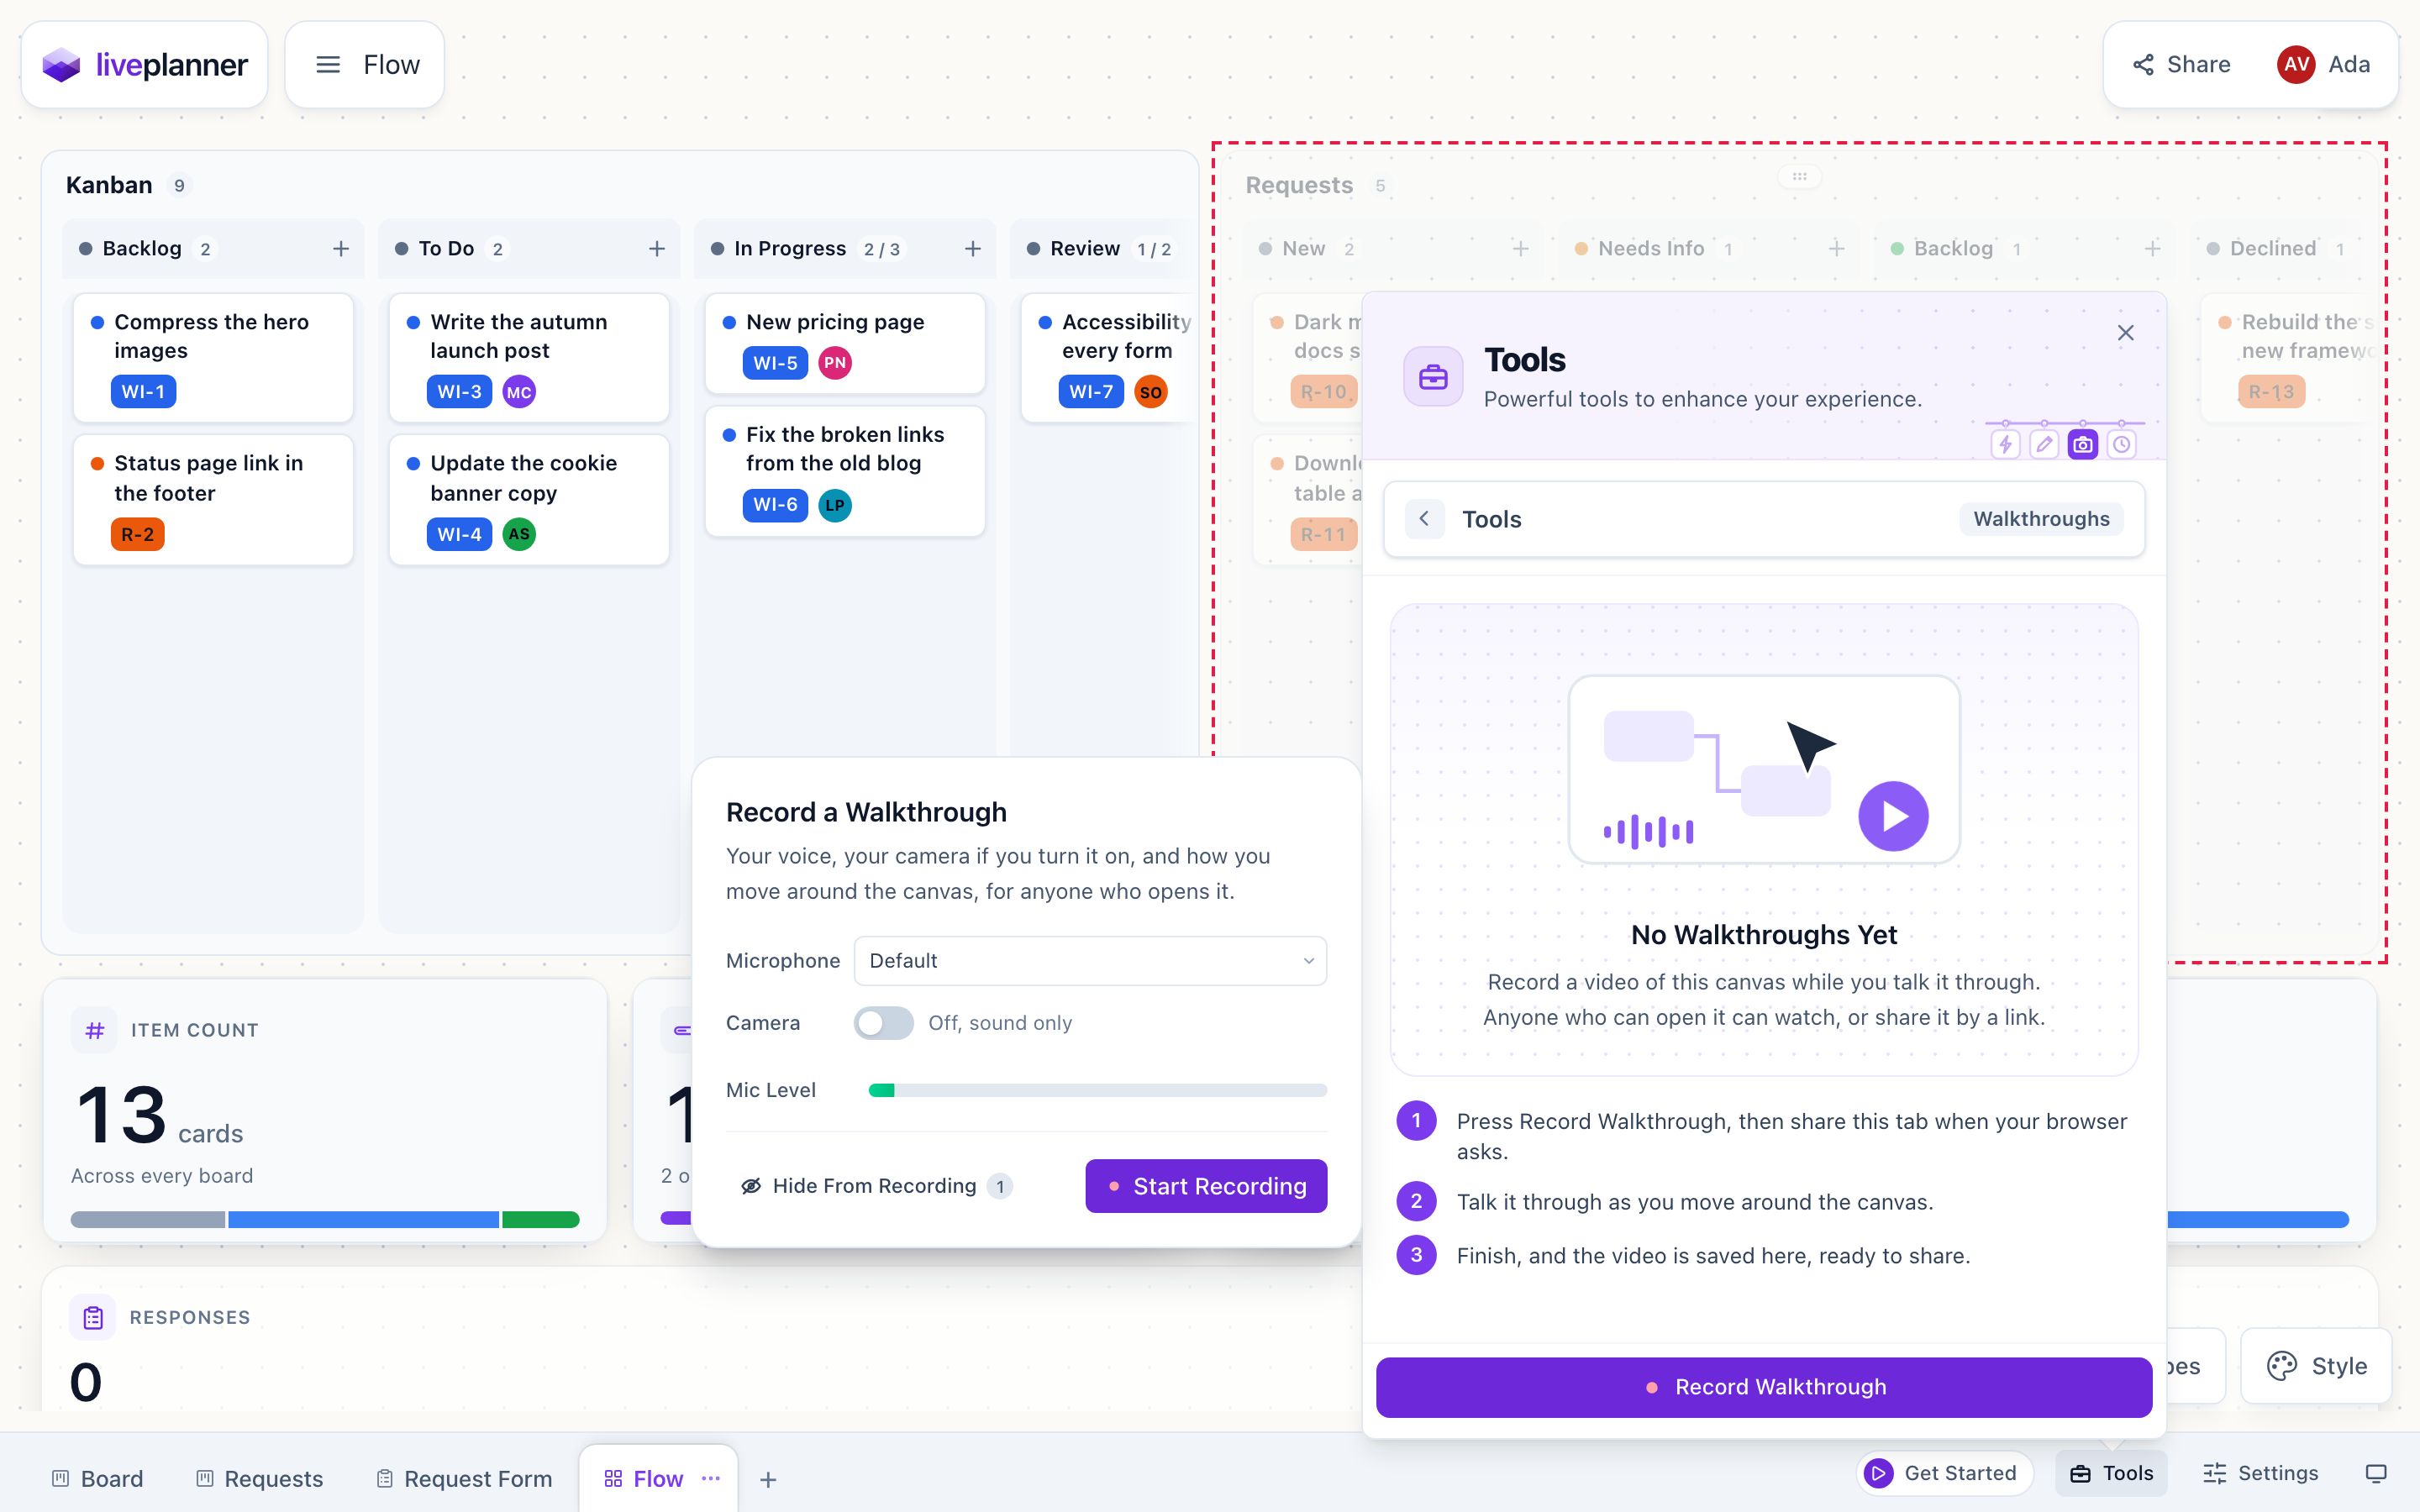 liveplanner
Flow
Share
AV
Ada
Kanban 9
Backlog 2
To Do 2
In Progress 2 / 3
Review 1 / 2
Compress the hero
images
WI-1
Status page link in
the footer
R-2
Write the autumn
launch post
WI-3 MC
Update the cookie
banner copy
WI-4 AS
New pricing page
WI-5 PN
Fix the broken links
from the old blog
WI-6 LP
Accessibility
every form
WI-7 SO
Requests 5
New 2
Needs Info 1
Backlog 1
Declined 1
Dark
docs
R-10
table
R-11
Rebuild the
new
R-13
Tools
Powerful tools to enhance your experience.
Tools
Walkthroughs
No Walkthroughs Yet
Record a video of this canvas while you talk it through.
Anyone who can open it can watch, or share it by a link.
1 Press Record Walkthrough, then share this tab when your browser
asks.
2 Talk it through as you move around the canvas.
3 Finish, and the video is saved here, ready to share.
Record Walkthrough
Record a Walkthrough
Your voice, your camera if you turn it on, and how you
move around the canvas, for anyone who opens it.
Microphone Default
Camera Off, sound only
Mic Level
Hide From Recording 1
Start Recording
ITEM COUNT
13 cards
Across every board
2
RESPONSES
0
Style
Board
Requests
Request Form
Flow
Get Started
Tools
Settings